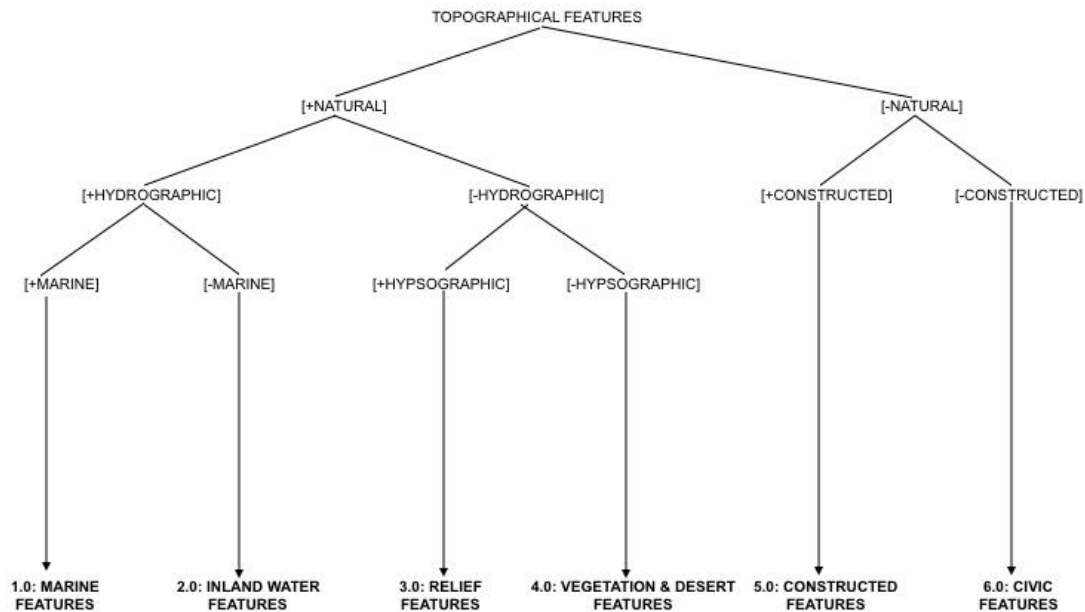 TOPOGRAPHICAL FEATURES
[+NATURAL]
[-NATURAL]
[+HYDROGRAPHIC]
[-HYDROGRAPHIC]
[+CONSTRUCTED]
[-CONSTRUCTED]
[+MARINE]
[-MARINE]
[+HYPSOGRAPHIC]
[-HYPSOGRAPHIC]
1.0: MARINE
FEATURES
2.0: INLAND WATER
FEATURES
3.0: RELIEF
FEATURES
4.0: VEGETATION & DESERT
FEATURES
5.0: CONSTRUCTED
FEATURES
6.0: CIVIC
FEATURES